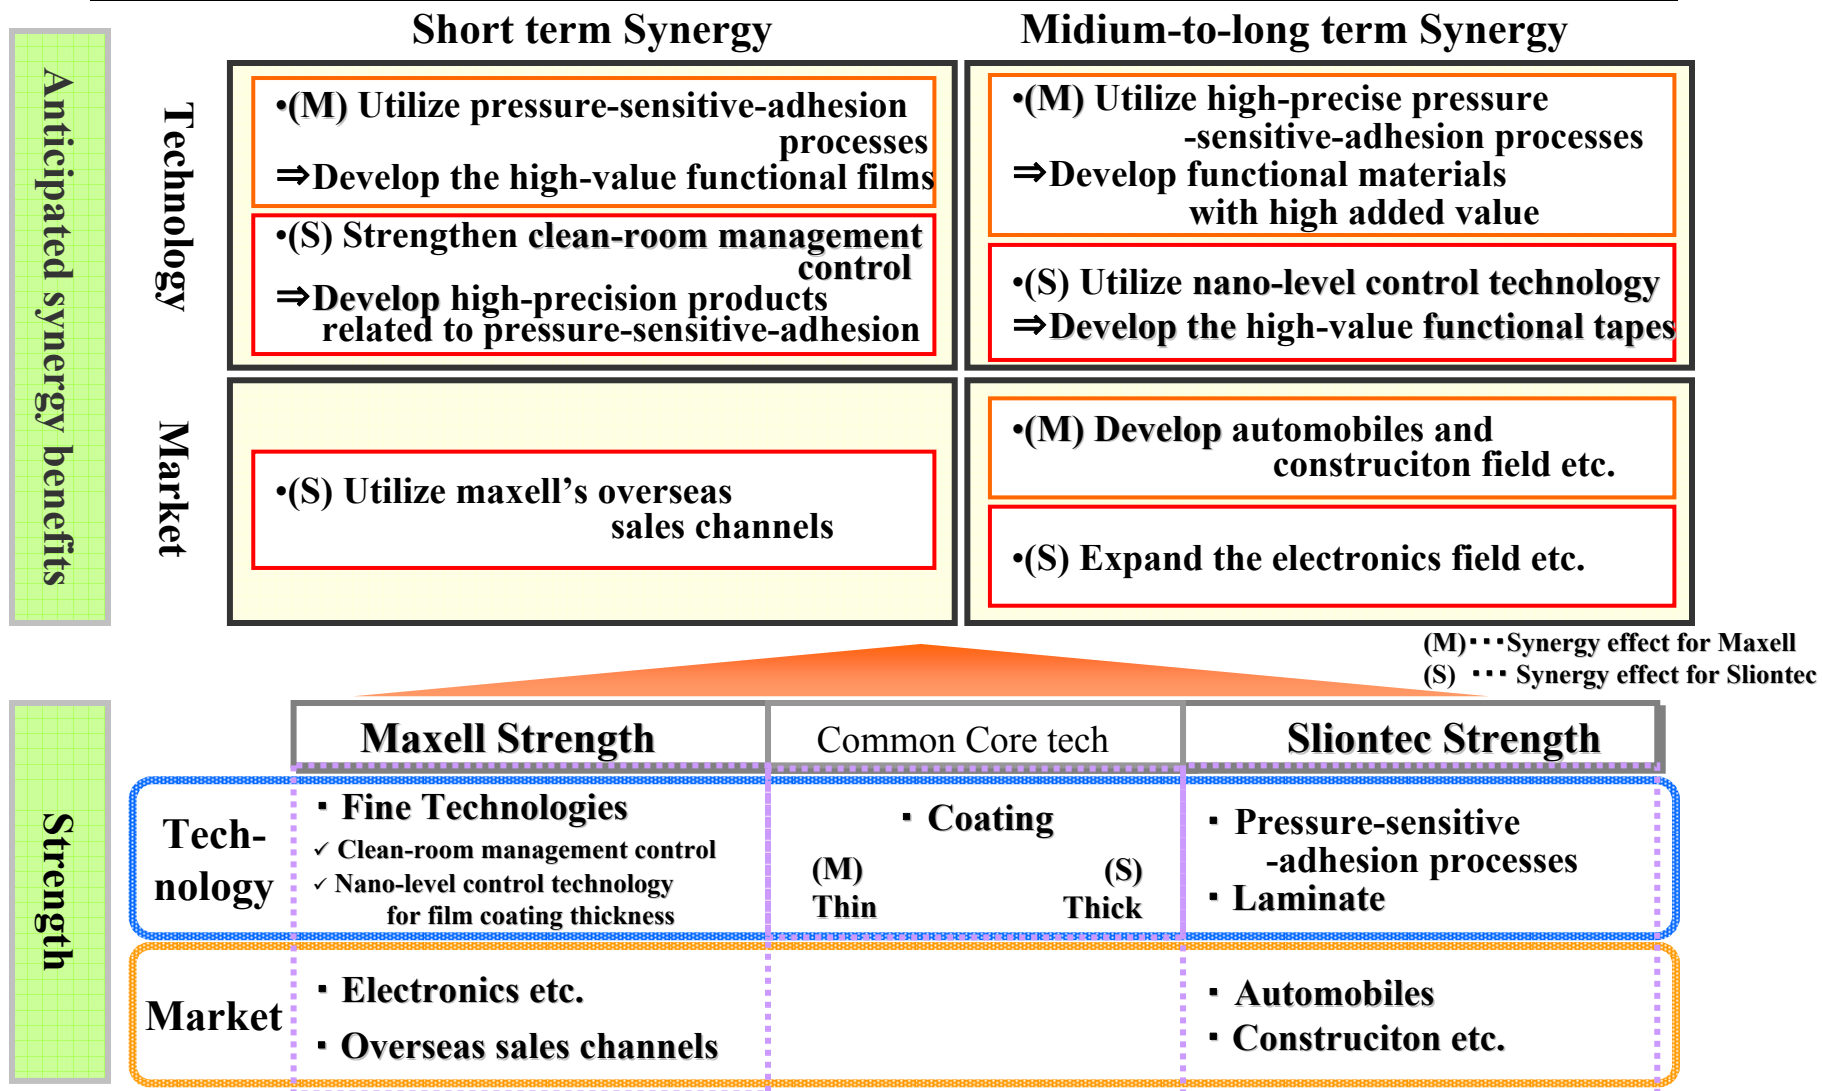 Short term Synergy
Midium-to-long term Synergy
Anticipated synergy benefits
Technology
•(M) Utilize pressure-sensitive-adhesion
processes
⇒Develop the high-value functional films
•(S) Strengthen clean-room management
control
⇒Develop high-precision products
related to pressure-sensitive-adhesion
•(M) Utilize high-precise pressure
-sensitive-adhesion processes
⇒Develop functional materials
with high added value
•(S) Utilize nano-level control technology
⇒Develop the high-value functional tapes
Market
•(S) Utilize maxell’s overseas
sales channels
•(M) Develop automobiles and
construciton field etc.
•(S) Expand the electronics field etc.
(M)･･･Synergy effect for Maxell
(S) ･･･ Synergy effect for Sliontec
Strength
Maxell Strength
Common Core tech
Sliontec Strength
Tech-
nology
・Fine Technologies
✓ Clean-room management control
✓ Nano-level control technology
for film coating thickness
・Coating
(M)
(S)
Thin
Thick
・Pressure-sensitive
-adhesion processes
・Laminate
Market
・Electronics etc.
・Overseas sales channels
・Automobiles
・Construciton etc.